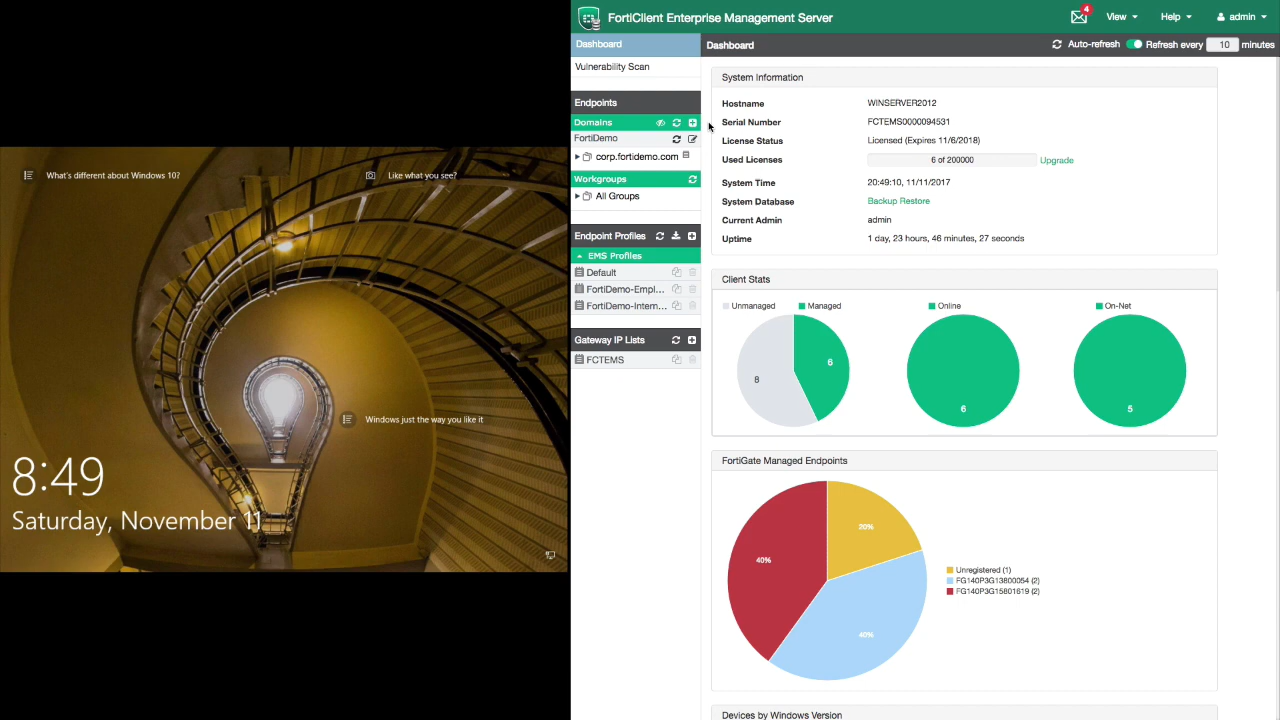 What's different about Windows 10?
Like what you see?
Windows just the way you like it
8:49
Saturday, November 11
FortiClient Enterprise Management Server
4
View
Help
admin
Dashboard
Vulnerability Scan
Endpoints
Domains
FortiDemo
corp.fortidemo.com
Workgroups
All Groups
Endpoint Profiles
EMS Profiles
Default
FortiDemo-Empl...
FortiDemo-Intern...
Gateway IP Lists
FCTEMS
Dashboard
Auto-refresh Refresh every 10 minutes
System Information
Hostname WINSERVER2012
Serial Number FCTEMS0000094531
License Status Licensed (Expires 11/6/2018)
Used Licenses 6 of 200000 Upgrade
System Time 20:49:10, 11/11/2017
System Database Backup Restore
Current Admin admin
Uptime 1 day, 23 hours, 46 minutes, 27 seconds
Client Stats
Unmanaged Managed Online On-Net
6
8
6
5
FortiGate Managed Endpoints
20%
40%
40%
Unregistered (1)
FG140P3G13800054 (2)
FG140P3G15801619 (2)
Devices by Windows Version